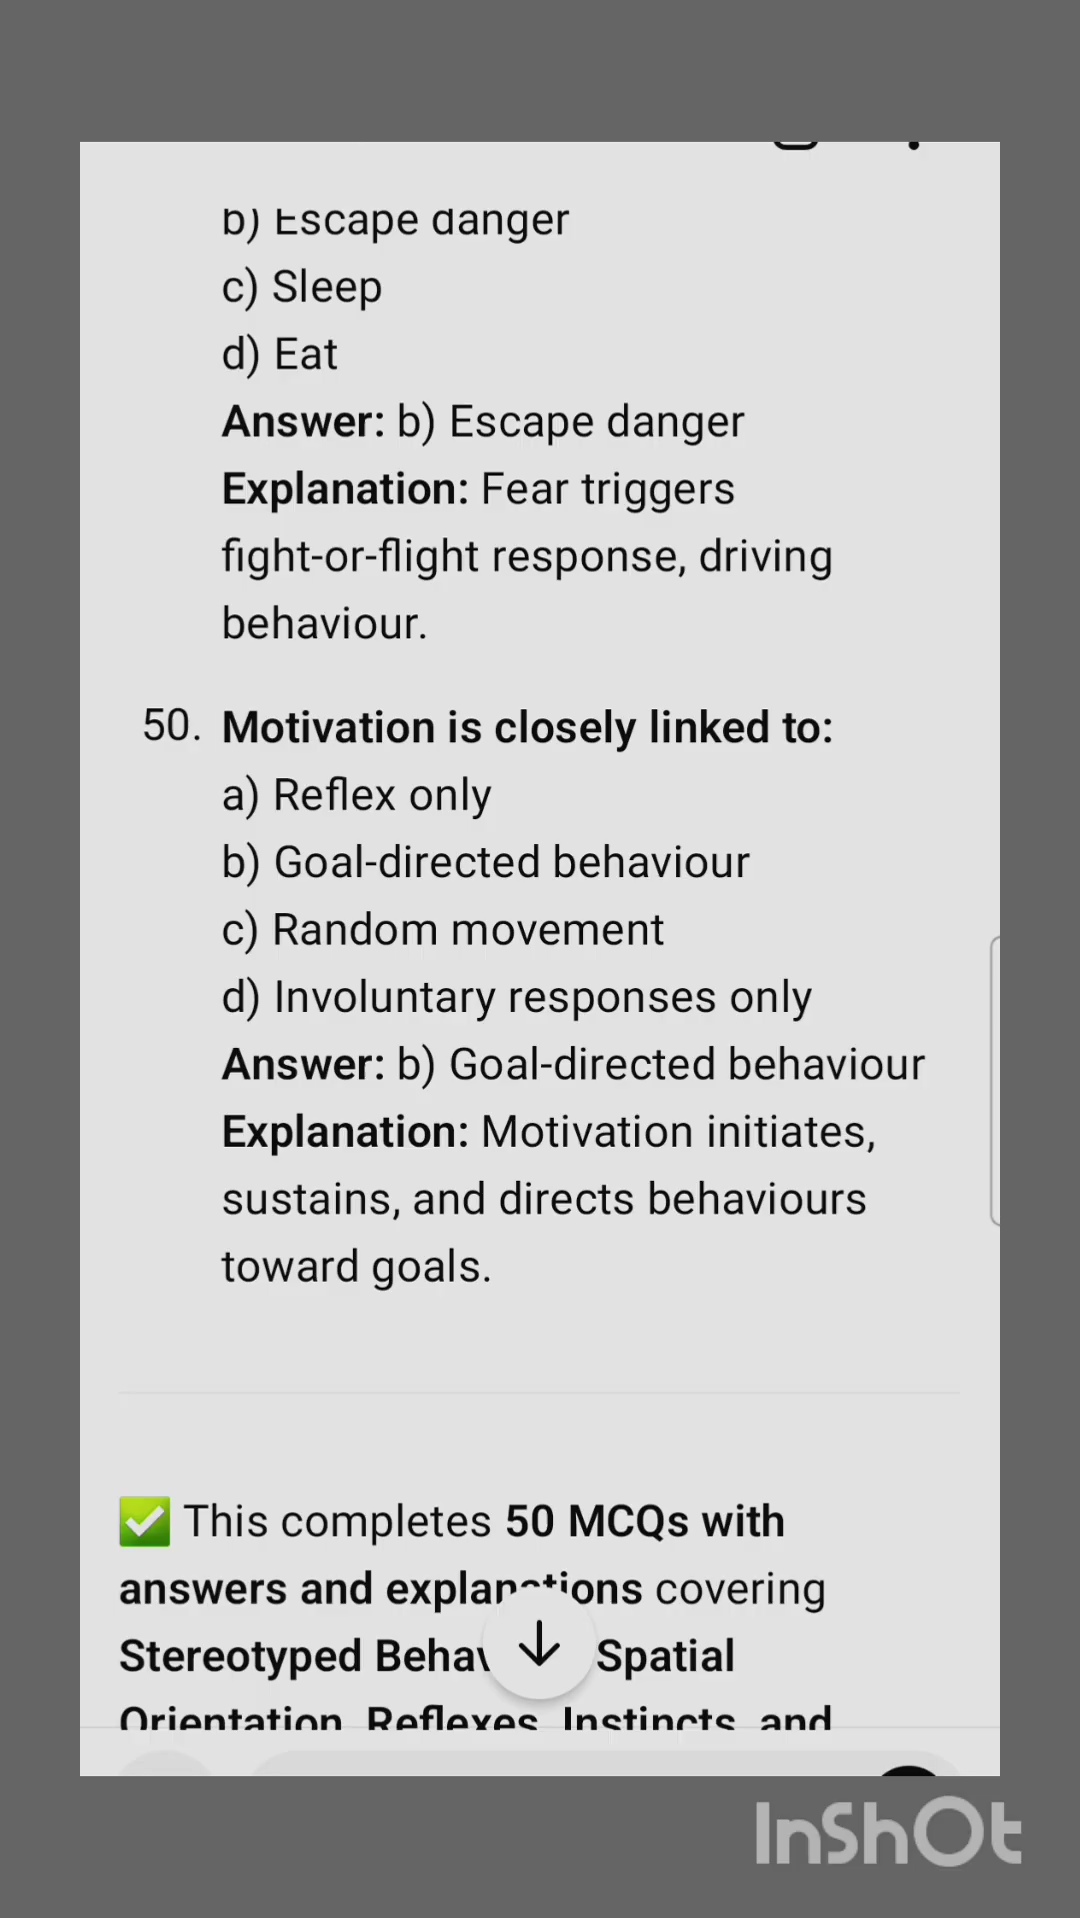 b) Escape danger
c) Sleep
d) Eat
Answer: b) Escape danger
Explanation: Fear triggers
fight-or-flight response, driving
behaviour.
50. Motivation is closely linked to:
a) Reflex only
b) Goal-directed behaviour
c) Random movement
d) Involuntary responses only
Answer: b) Goal-directed behaviour
Explanation: Motivation initiates,
sustains, and directs behaviours
toward goals.
✅ This completes 50 MCQs with
answers and explanations covering
Stereotyped Spatial
Orientation, Reflexes, Instincts, and
InShOt